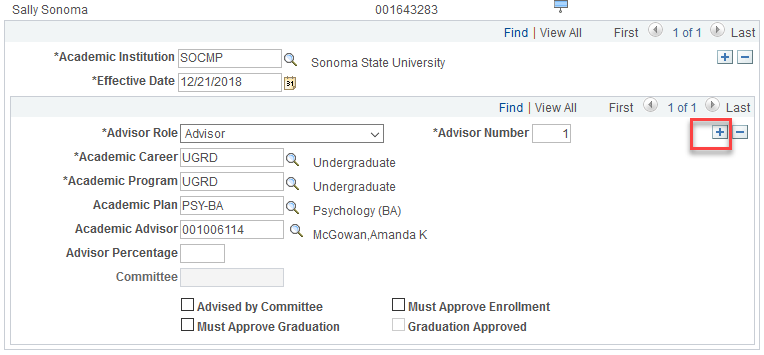 Sally Sonoma 001643283
Find | View All First 1 of 1 Last
*Academic Institution SOCMP Sonoma State University
*Effective Date 12/21/2018 31
Find | View All First 1 of 1 Last
*Advisor Role Advisor *Advisor Number 1
*Academic Career UGRD Undergraduate
*Academic Program UGRD Undergraduate
Academic Plan PSY-BA Psychology (BA)
Academic Advisor 001006114 McGowan,Amanda K
Advisor Percentage
Committee
Advised by Committee Must Approve Enrollment
Must Approve Graduation Graduation Approved